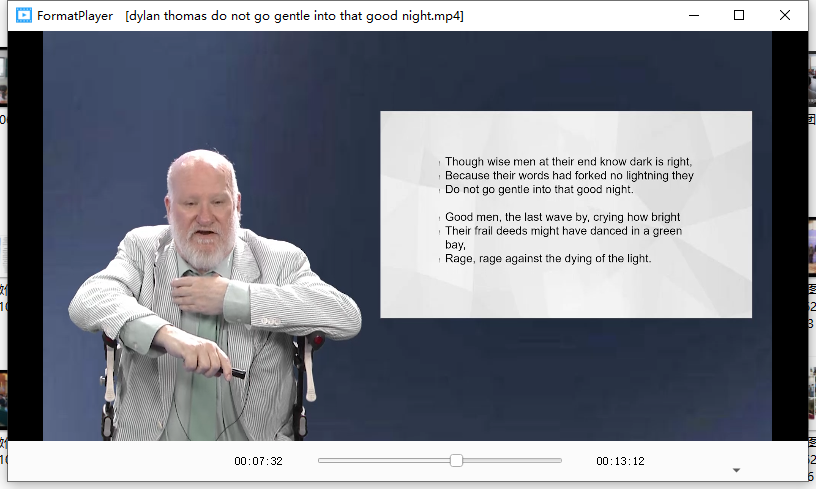 FormatPlayer [dylan thomas do not go gentle into that good night.mp4]
Though wise men at their end know dark is right,
Because their words had forked no lightning they
Do not go gentle into that good night.
Good men, the last wave by, crying how bright
Their frail deeds might have danced in a green
bay,
Rage, rage against the dying of the light.
00:07:32
00:13:12